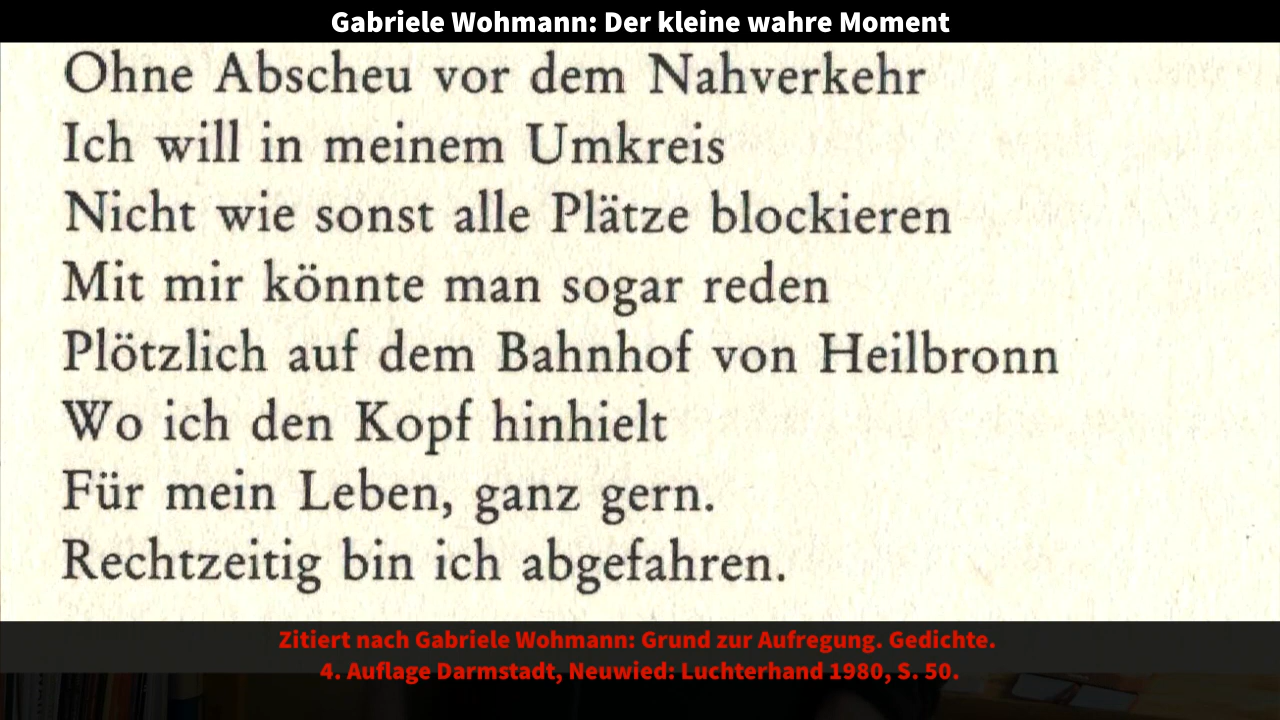 Gabriele Wohmann: Der kleine wahre Moment
Ohne Abscheu vor dem Nahverkehr
Ich will in meinem Umkreis
Nicht wie sonst alle Plätze blockieren
Mit mir könnte man sogar reden
Plötzlich auf dem Bahnhof von Heilbronn
Wo ich den Kopf hinhielt
Für mein Leben, ganz gern.
Rechtzeitig bin ich abgefahren.
Zitiert nach Gabriele Wohmann: Grund zur Aufregung. Gedichte.
4. Auflage Darmstadt, Neuwied: Luchterhand 1980, S. 50.